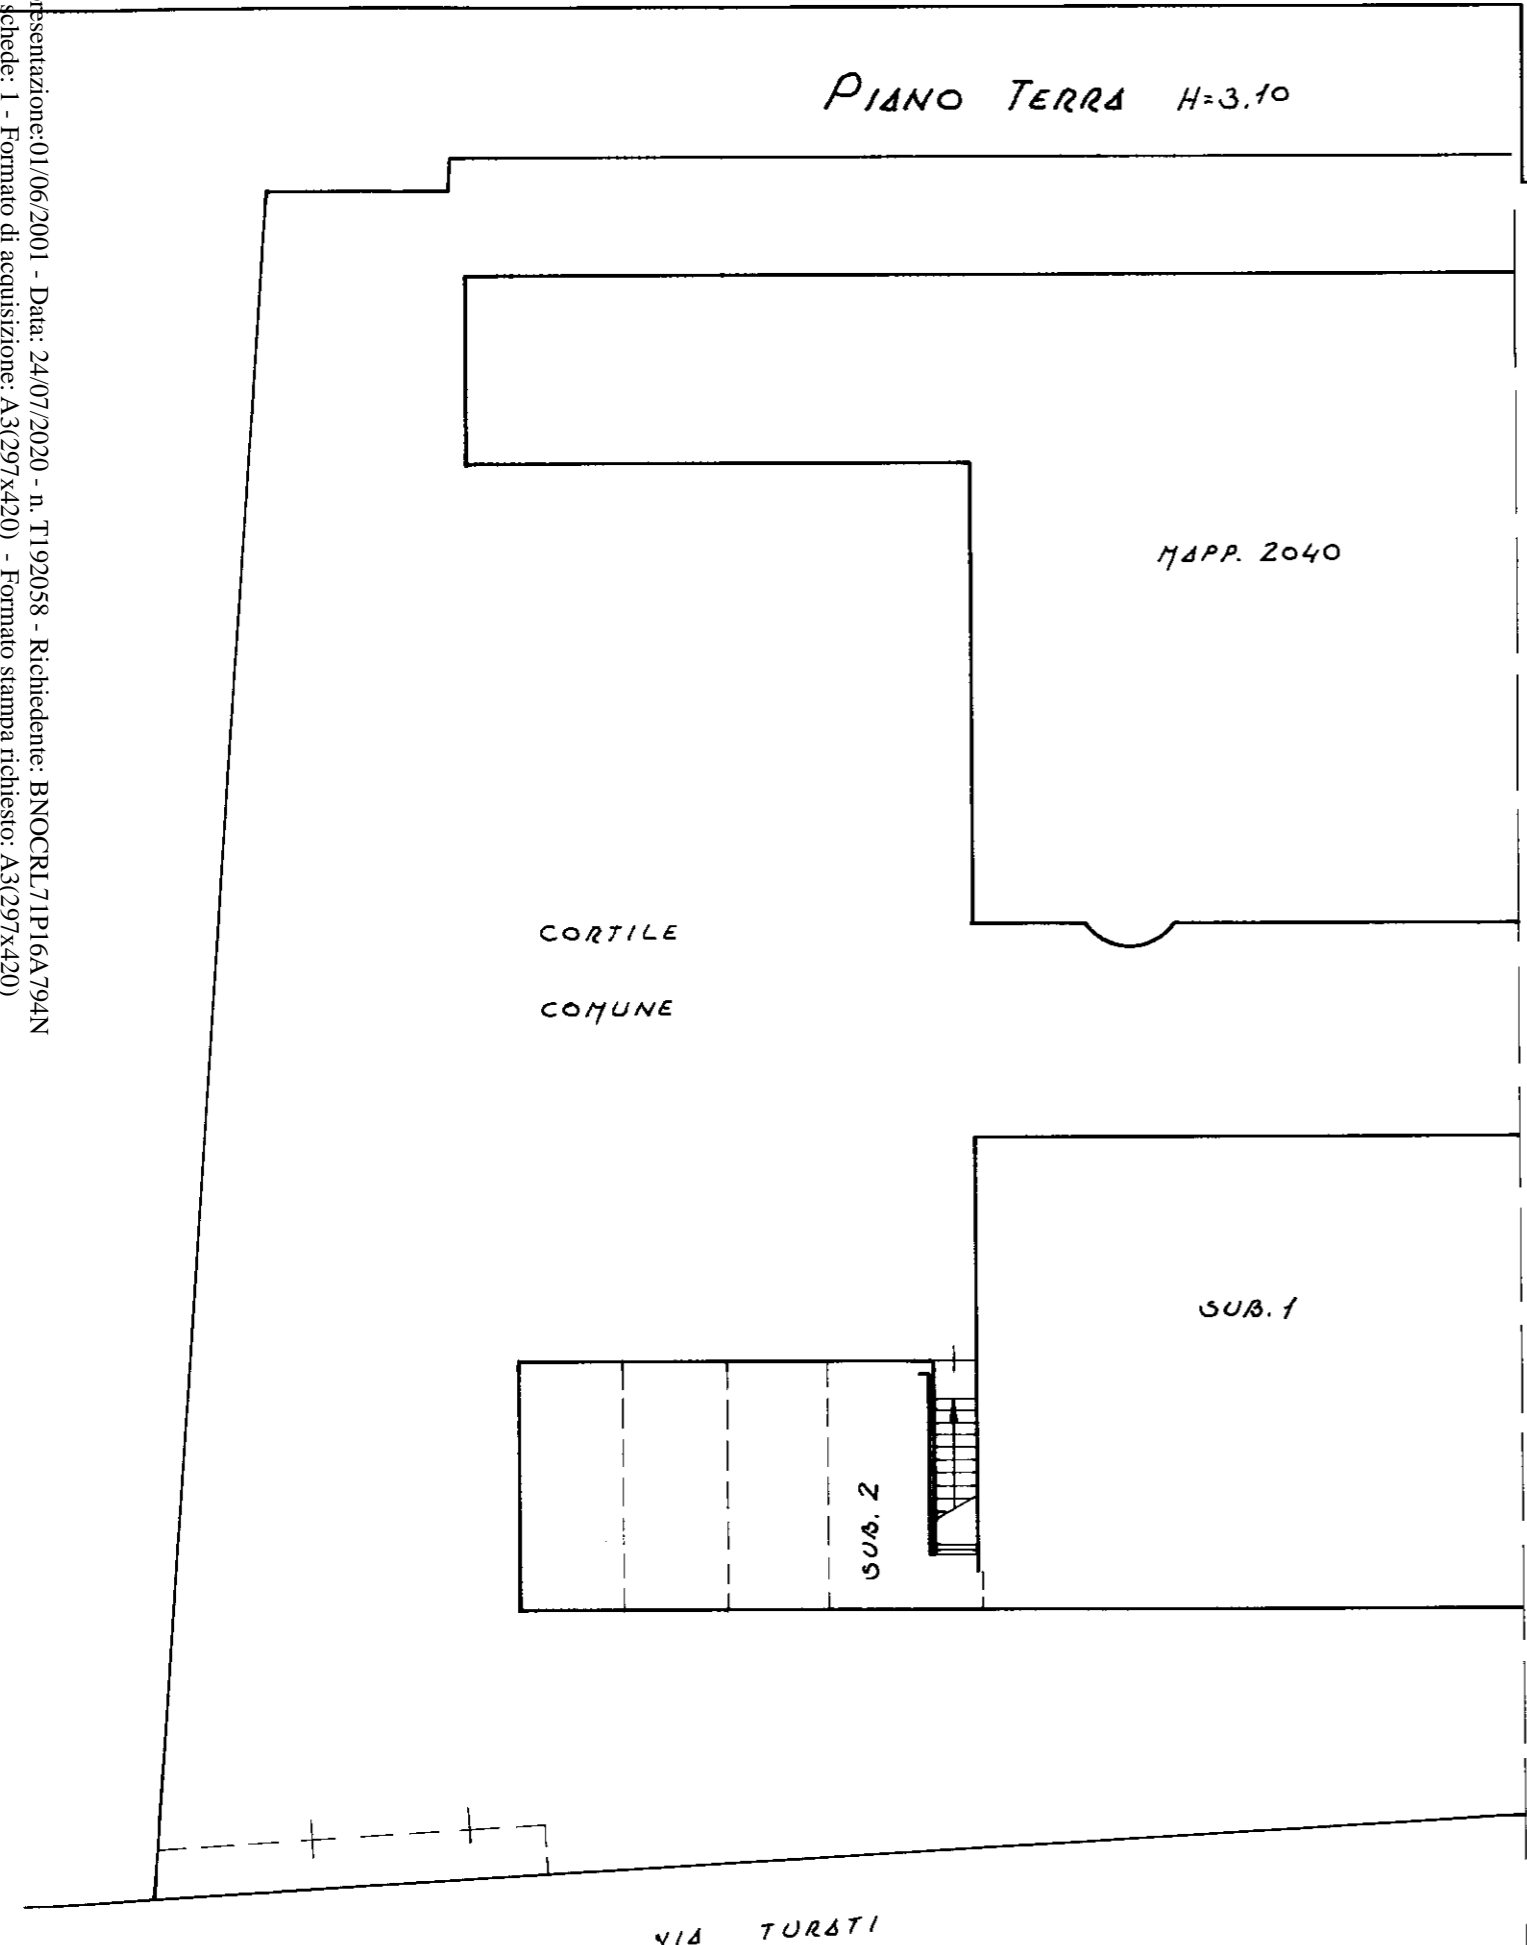 PIANO TERRA H=3.10
MAPP. 2040
CORTILE
COMUNE
SUB. 1
SUB. 2
VIA TURATI
resentazione:01/06/2001 - Data: 24/07/2020 - n. T192058 - Richiedente: BNOCRL71P16A794N
schede: 1 - Formato di acquisizione: A3(297x420) - Formato stampa richiesto: A3(297x420)